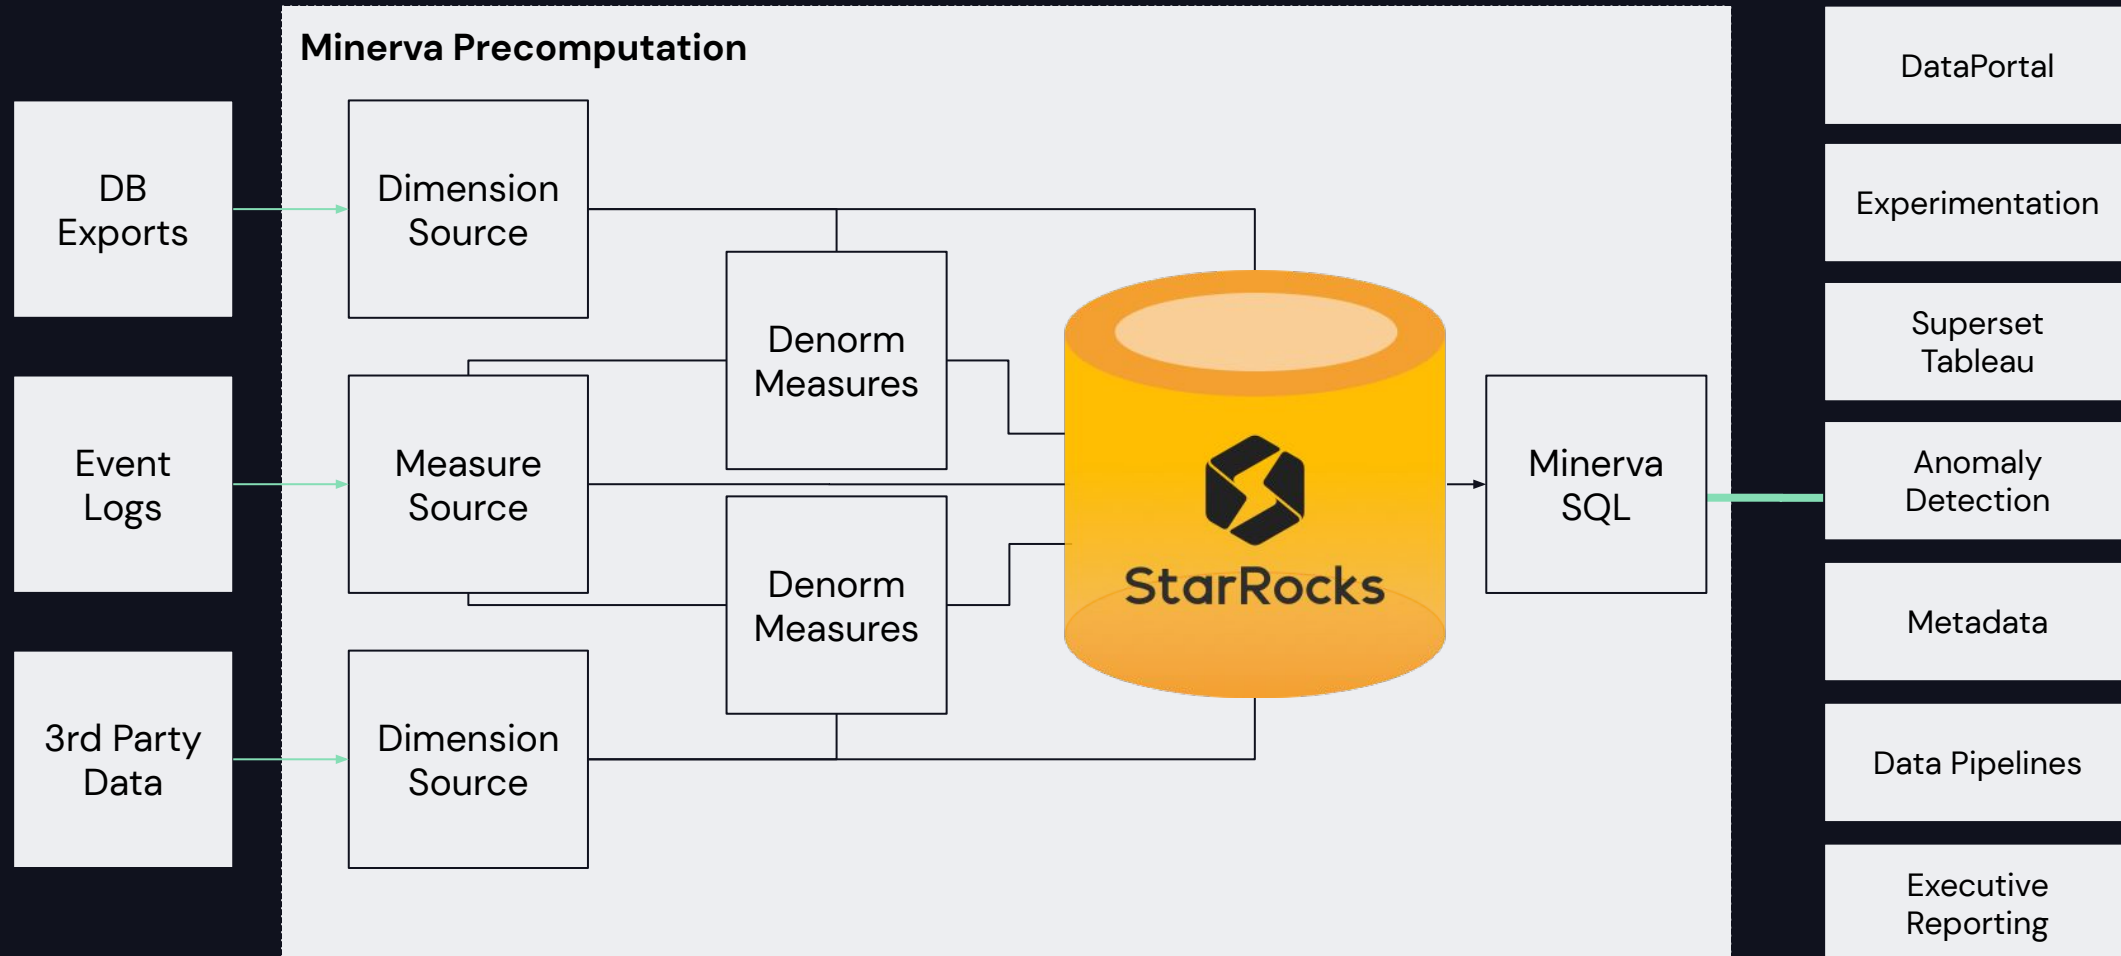 Minerva Precomputation
DB
Exports
Event
Logs
3rd Party
Data
Dimension
Source
Measure
Source
Dimension
Source
Denorm
Measures
Denorm
Measures
StarRocks
Minerva
SQL
DataPortal
Experimentation
Superset
Tableau
Anomaly
Detection
Metadata
Data Pipelines
Executive
Reporting